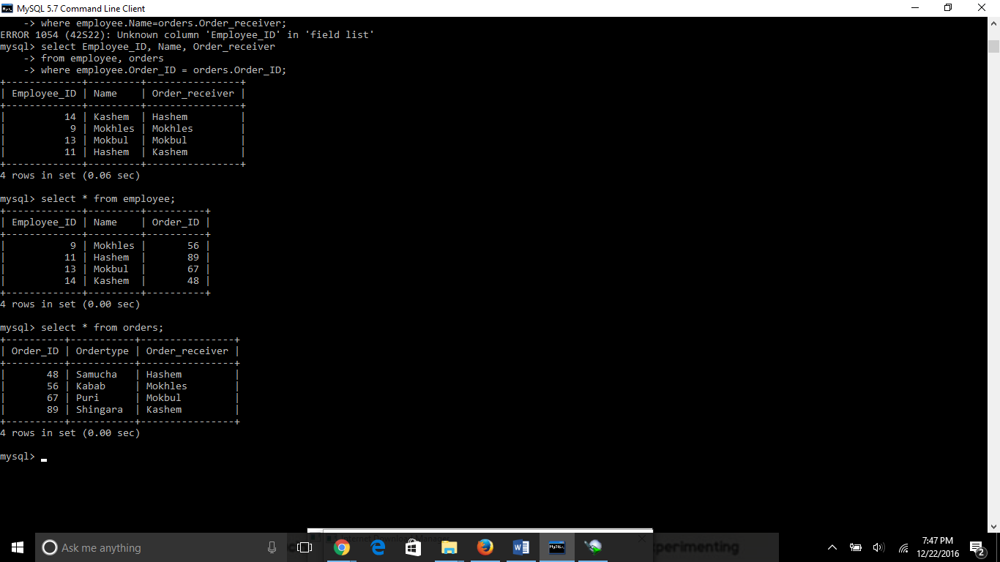 MySQL 5.7 Command Line Client
    -> where employee.Name=orders.Order_receiver;
ERROR 1054 (42S22): Unknown column 'Employee_ID' in 'field list'
mysql> select Employee_ID, Name, Order_receiver
    -> from employee, orders
    -> where employee.Order_ID = orders.Order_ID;
+-------------+---------+----------------+
| Employee_ID | Name    | Order_receiver |
+-------------+---------+----------------+
|          14 | Kashem  | Hashem         |
|           9 | Mokhles | Mokhles        |
|          13 | Mokbul  | Mokbul         |
|          11 | Hashem  | Kashem         |
+-------------+---------+----------------+
4 rows in set (0.06 sec)
mysql> select * from employee;
+-------------+---------+----------+
| Employee_ID | Name    | Order_ID |
+-------------+---------+----------+
|           9 | Mokhles |       56 |
|          11 | Hashem  |       89 |
|          13 | Mokbul  |       67 |
|          14 | Kashem  |       48 |
+-------------+---------+----------+
4 rows in set (0.00 sec)
mysql> select * from orders;
+----------+-----------+----------------+
| Order_ID | Ordertype | Order_receiver |
+----------+-----------+----------------+
|       48 | Samucha   | Hashem         |
|       56 | Kabab     | Mokhles        |
|       67 | Puri      | Mokbul         |
|       89 | Shingara  | Kashem         |
+----------+-----------+----------------+
4 rows in set (0.00 sec)
mysql>
Ask me anything
Internet Download Manager
perimenting
7:47 PM
12/22/2016
2